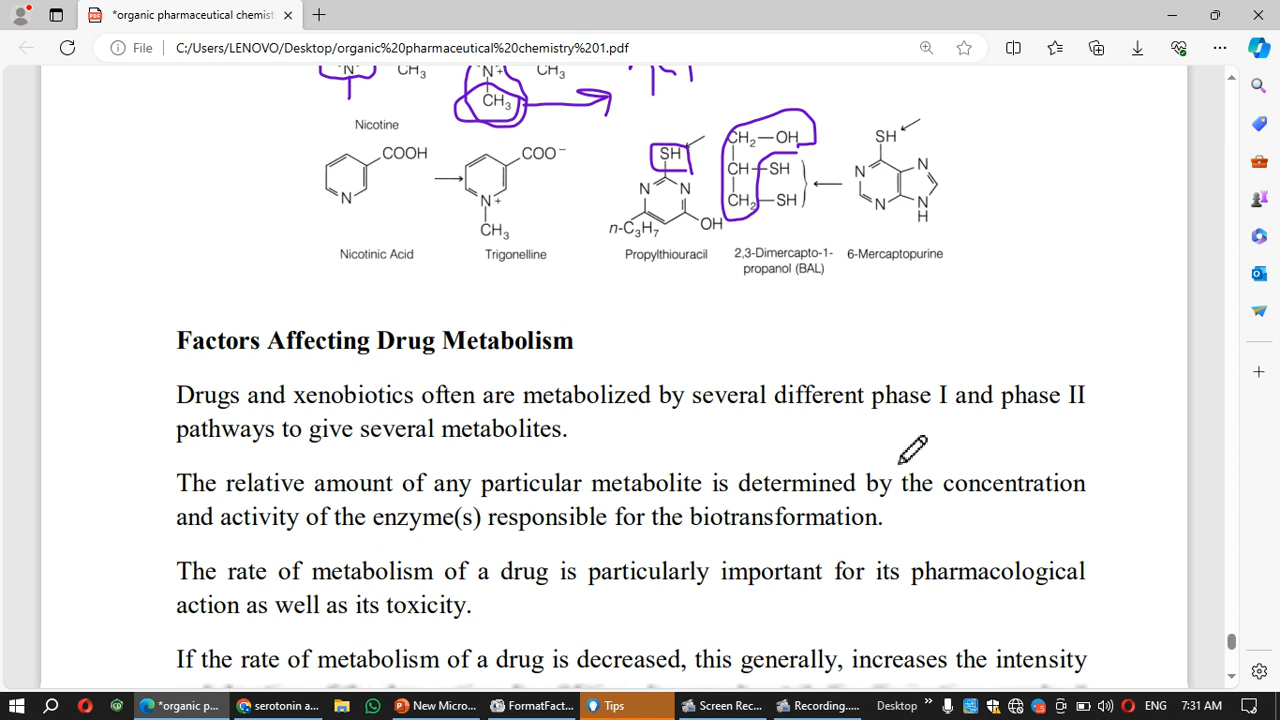 *organic pharmaceutical chemist
File
C:/Users/LENOVO/Desktop/organic%20pharmaceutical%20chemistry%201.pdf
N CH3 N+ CH3
CH3
Nicotine
COOH
N
COO−
N+
CH3
SH
N N
n-C3H7 OH
CH2—OH
CH—SH
CH2—SH
SH
N N
N N
H
Nicotinic Acid
Trigonelline
Propylthiouracil
2,3-Dimercapto-1-
propanol (BAL)
6-Mercaptopurine
Factors Affecting Drug Metabolism
Drugs and xenobiotics often are metabolized by several different phase I and phase II
pathways to give several metabolites.
The relative amount of any particular metabolite is determined by the concentration
and activity of the enzyme(s) responsible for the biotransformation.
The rate of metabolism of a drug is particularly important for its pharmacological
action as well as its toxicity.
If the rate of metabolism of a drug is decreased, this generally, increases the intensity
*organic p...
serotonin a...
New Micro...
FormatFact...
Tips
Screen Rec...
Recording....
Desktop
ENG
7:31 AM